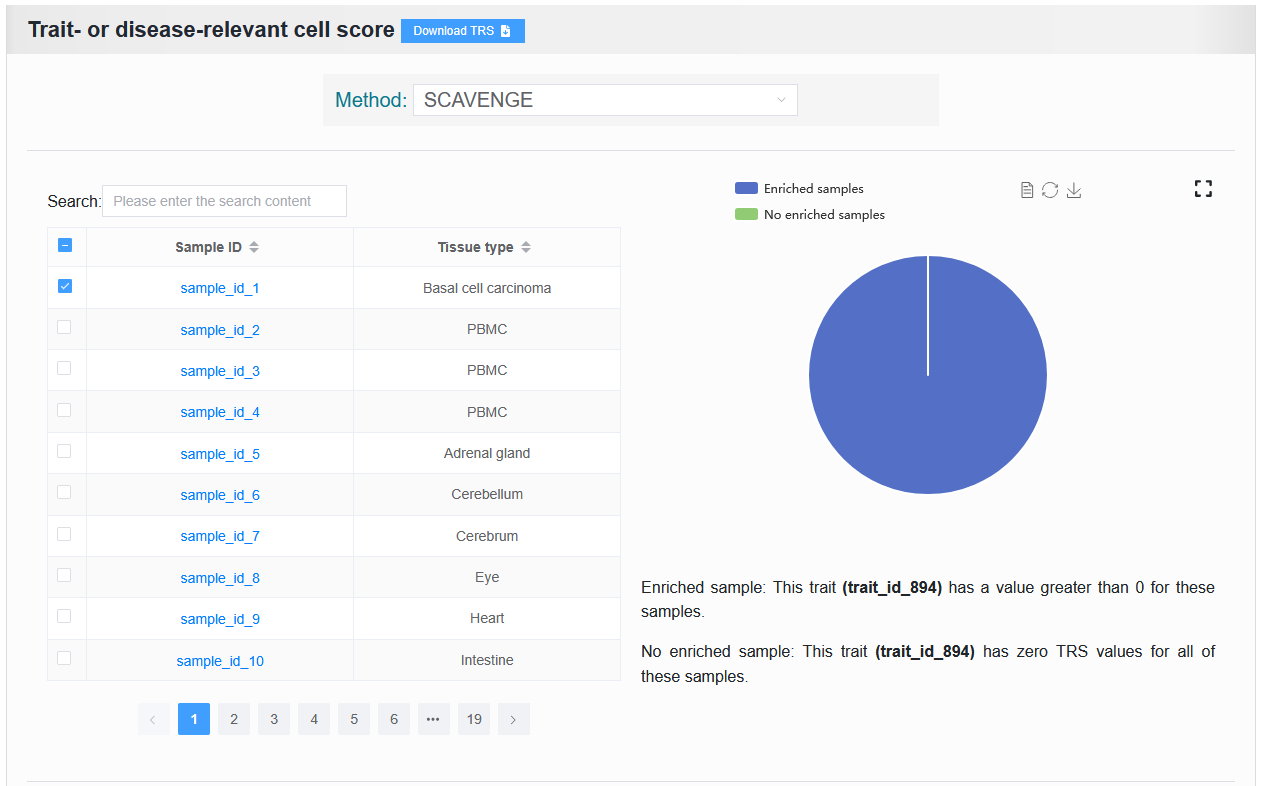 Trait- or disease-relevant cell score Download TRS
Method: SCAVENGE
Search: Please enter the search content
Sample ID Tissue type
sample_id_1 Basal cell carcinoma
sample_id_2 PBMC
sample_id_3 PBMC
sample_id_4 PBMC
sample_id_5 Adrenal gland
sample_id_6 Cerebellum
sample_id_7 Cerebrum
sample_id_8 Eye
sample_id_9 Heart
sample_id_10 Intestine
< 1 2 3 4 5 6 ••• 19 >
Enriched samples
No enriched samples
Enriched sample: This trait (trait_id_894) has a value greater than 0 for these
samples.
No enriched sample: This trait (trait_id_894) has zero TRS values for all of
these samples.